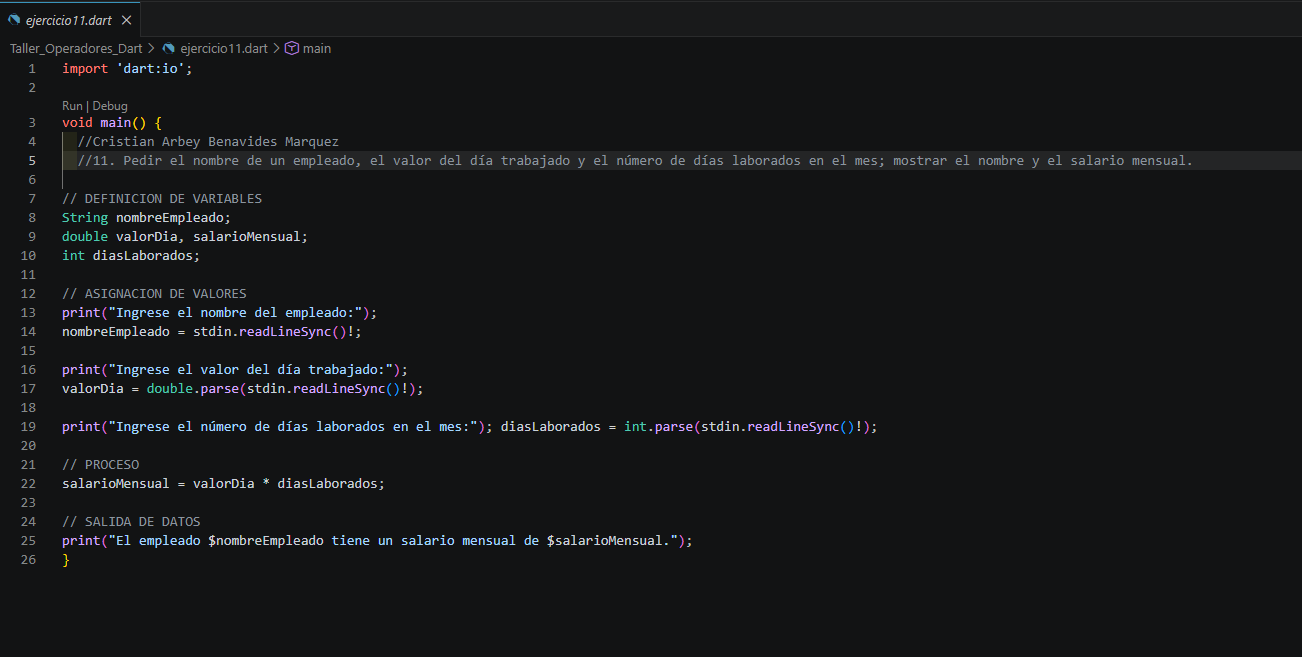 ejercicio11.dart
Taller_Operadores_Dart > ejercicio11.dart > main
1 import 'dart:io';
2
Run | Debug
3 void main() {
4 //Cristian Arbey Benavides Marquez
5 //11. Pedir el nombre de un empleado, el valor del día trabajado y el número de días laborados en el mes; mostrar el nombre y el salario mensual.
6
7 // DEFINICION DE VARIABLES
8 String nombreEmpleado;
9 double valorDia, salarioMensual;
10 int diasLaborados;
11
12 // ASIGNACION DE VALORES
13 print("Ingrese el nombre del empleado:");
14 nombreEmpleado = stdin.readLineSync()!;
15
16 print("Ingrese el valor del día trabajado:");
17 valorDia = double.parse(stdin.readLineSync()!);
18
19 print("Ingrese el número de días laborados en el mes:"); diasLaborados = int.parse(stdin.readLineSync()!);
20
21 // PROCESO
22 salarioMensual = valorDia * diasLaborados;
23
24 // SALIDA DE DATOS
25 print("El empleado $nombreEmpleado tiene un salario mensual de $salarioMensual.");
26 }